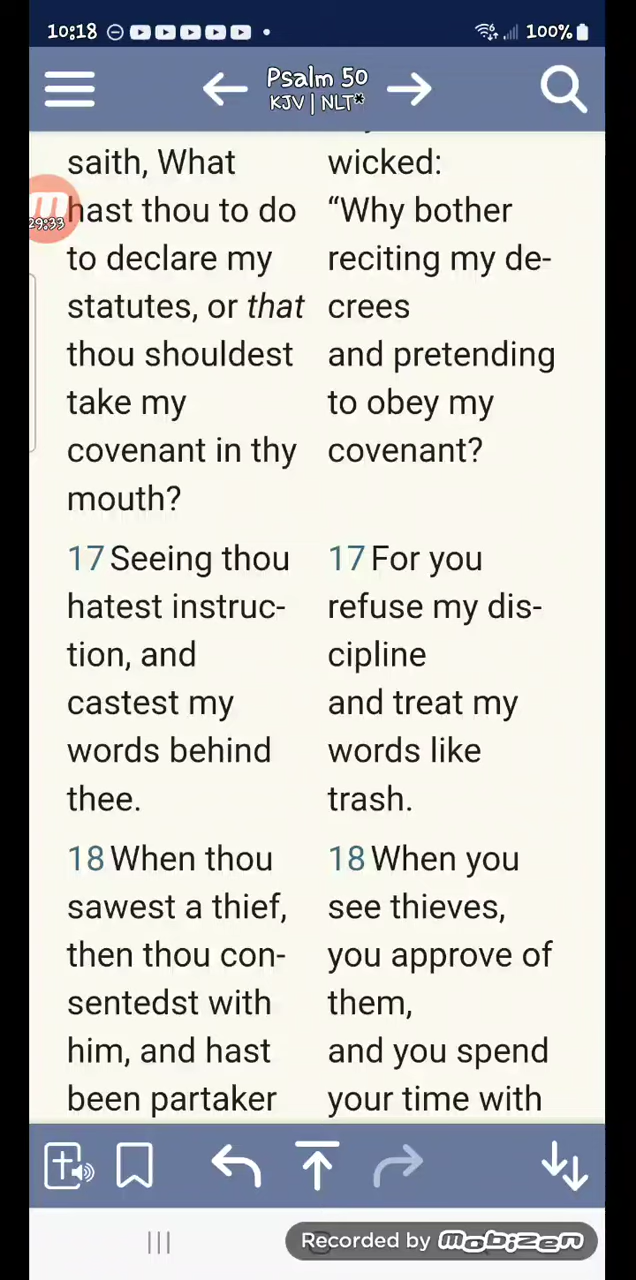 10:18
100%
Psalm 50
KJV | NLT*
saith, What
hast thou to do
to declare my
statutes, or that
thou shouldest
take my
covenant in thy
mouth?
17 Seeing thou
hatest instruc-
tion, and
castest my
words behind
thee.
18 When thou
sawest a thief,
then thou con-
sentedst with
him, and hast
been partaker
wicked:
“Why bother
reciting my de-
crees
and pretending
to obey my
covenant?
17 For you
refuse my dis-
cipline
and treat my
words like
trash.
18 When you
see thieves,
you approve of
them,
and you spend
your time with
29:33
Recorded by mobizen